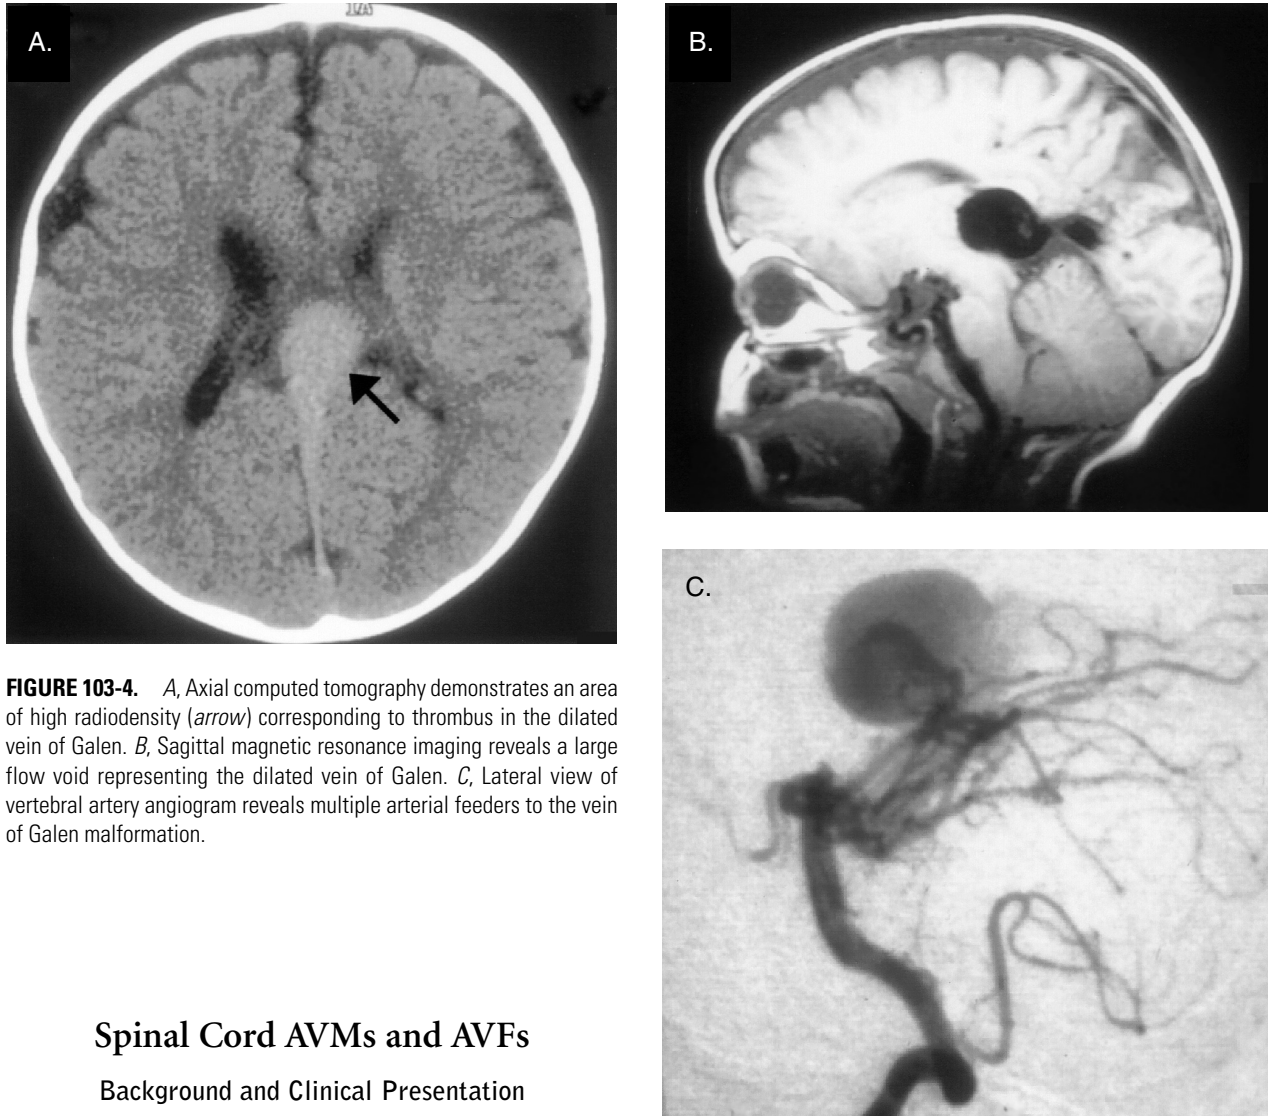 A.
B.
C.
FIGURE 103-4. A, Axial computed tomography demonstrates an area
of high radiodensity (arrow) corresponding to thrombus in the dilated
vein of Galen. B, Sagittal magnetic resonance imaging reveals a large
flow void representing the dilated vein of Galen. C, Lateral view of
vertebral artery angiogram reveals multiple arterial feeders to the vein
of Galen malformation.
Spinal Cord AVMs and AVFs
Background and Clinical Presentation